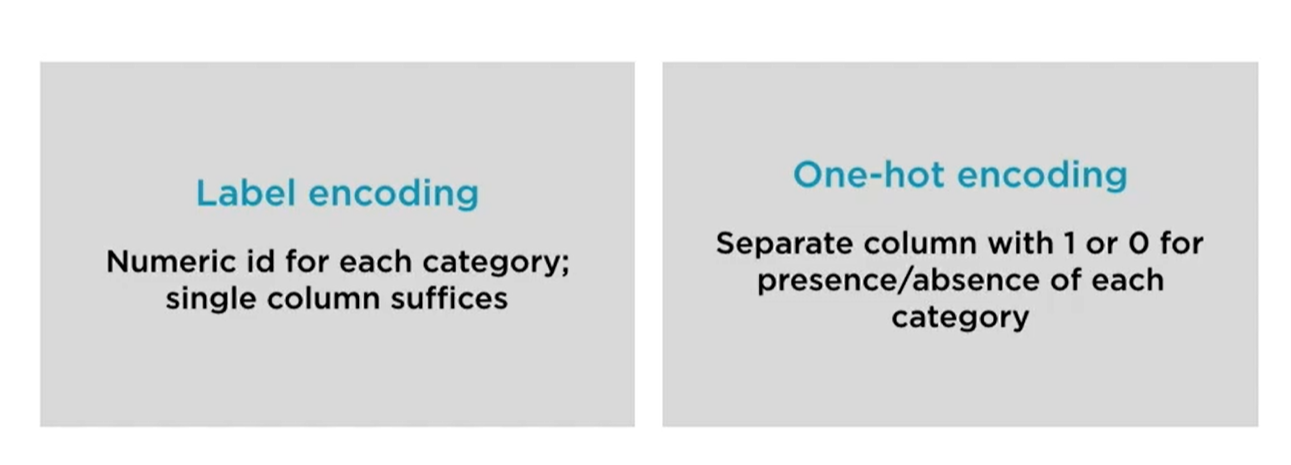 Label encoding
Numeric id for each category;
single column suffices
One-hot encoding
Separate column with 1 or 0 for
presence/absence of each
category